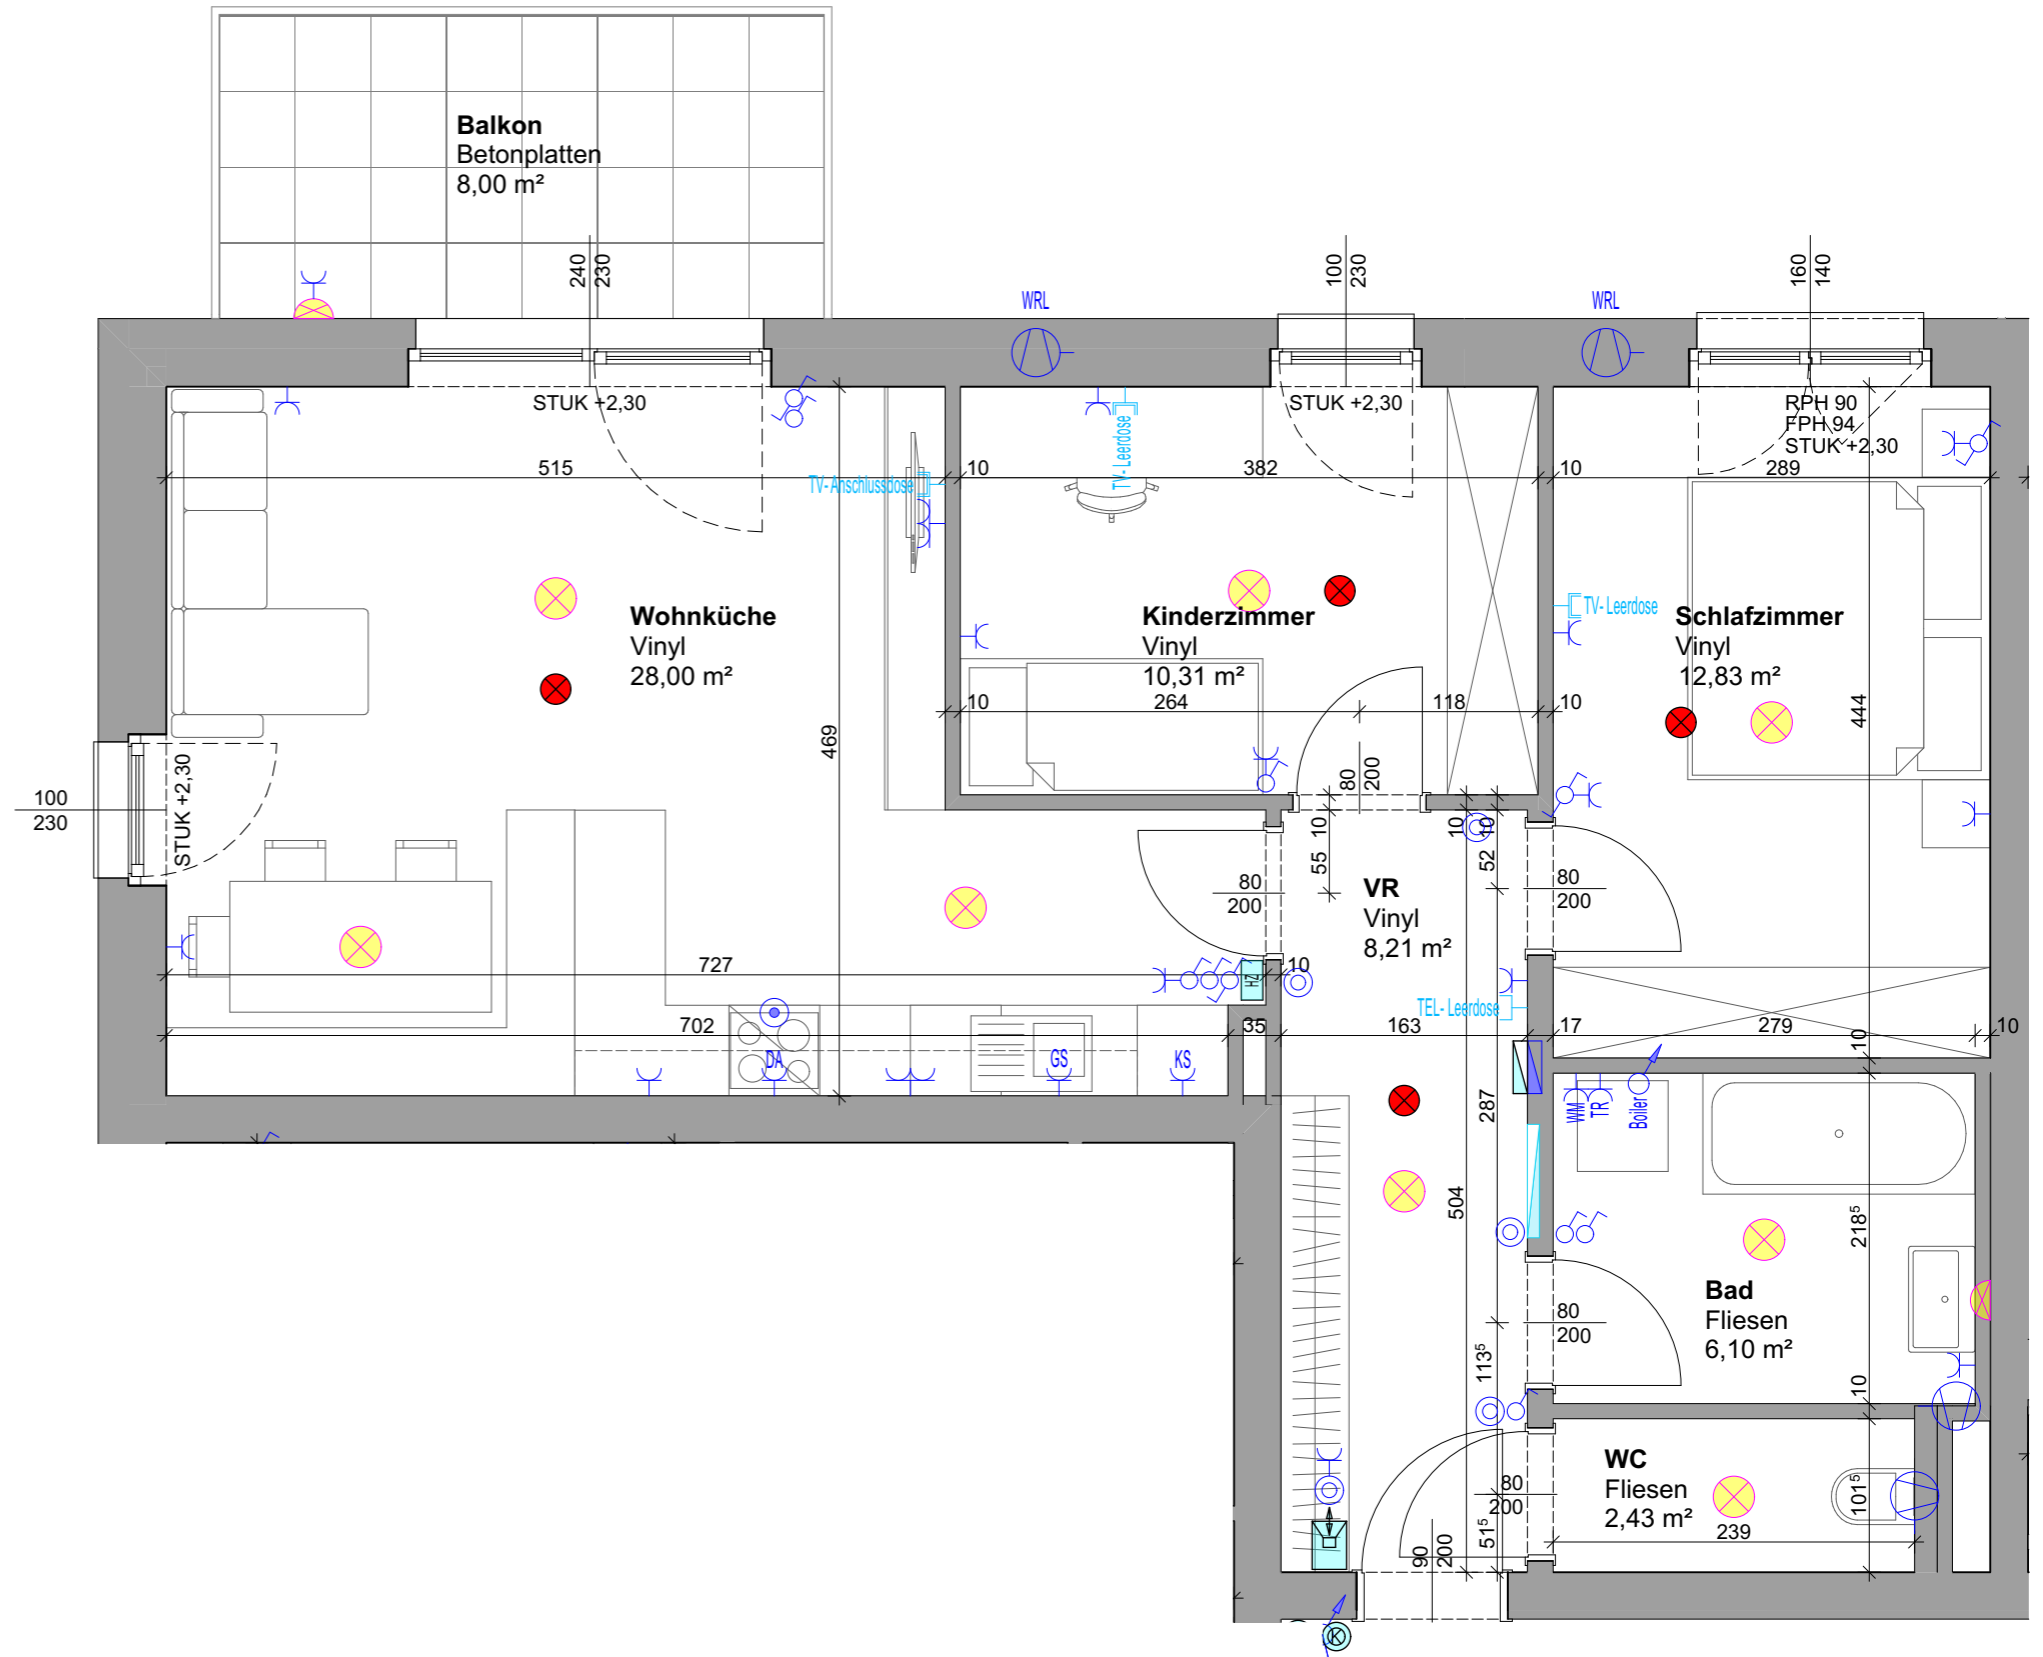 Balkon
Betonplatten
8,00 m²
240
230
100
230
160
140
WRL
WRL
STUK +2,30
STUK +2,30
RPH 90
FPH 94
STUK +2,30
TV- Leerdose
515
10
382
10
289
TV- Anschlussdose
Wohnküche
Vinyl
28,00 m²
Kinderzimmer
Vinyl
10,31 m²
TV- Leerdose
Schlafzimmer
Vinyl
12,83 m²
10
264
118
10
444
469
100
230
STUK +2,30
80
200
10
55
10
10
52
80
200
VR
Vinyl
8,21 m²
80
200
727
10
HZ
TEL- Leerdose
702
35
163
17
279
10
10
DA
GS
KS
287
WM
TR
Boiler
504
218⁵
Bad
Fliesen
6,10 m²
80
200
113⁵
10
WC
Fliesen
2,43 m²
80
200
101⁵
239
51⁵
90
200
K